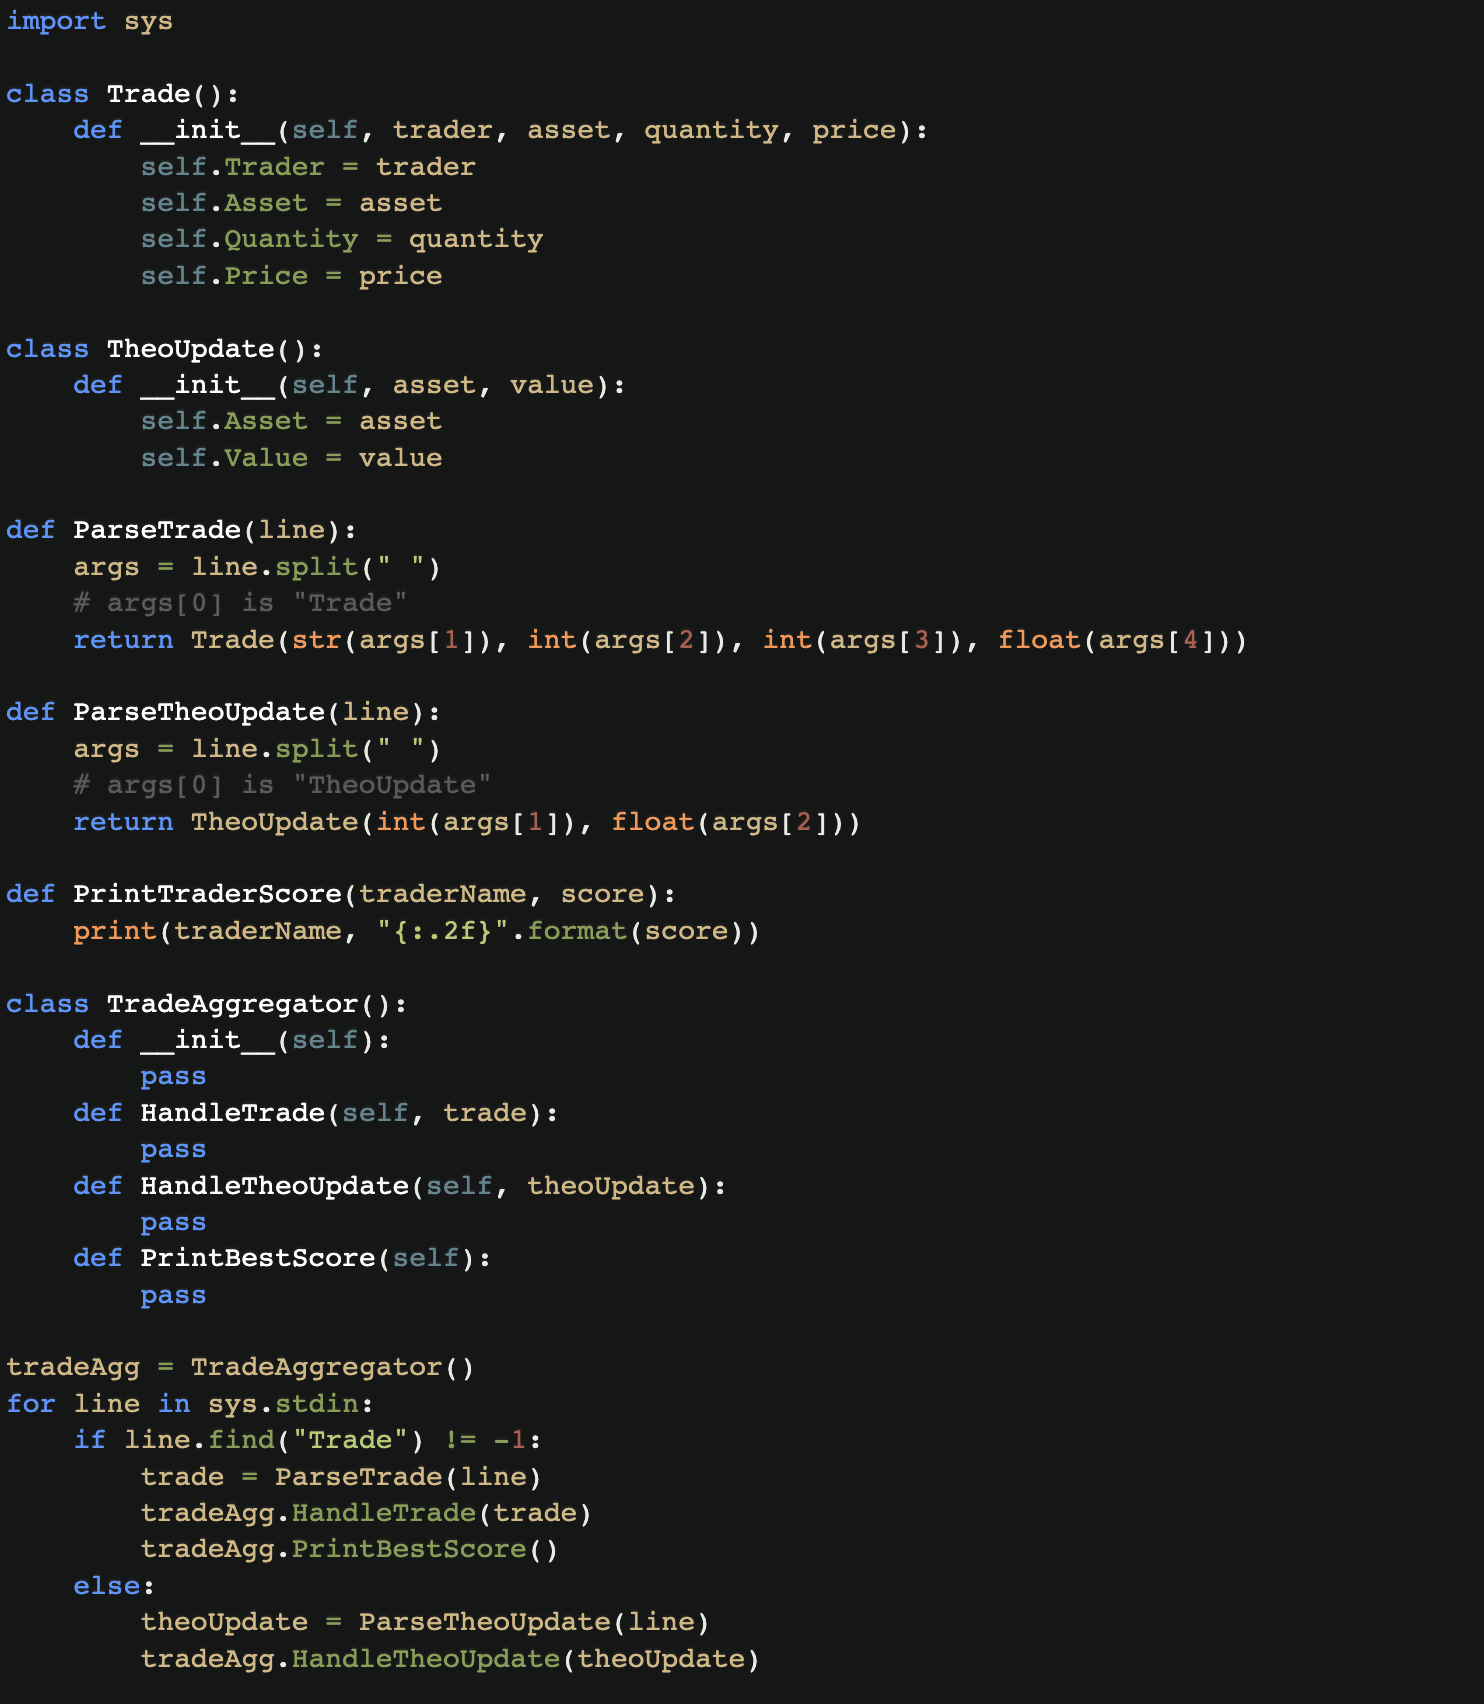 import sys

class Trade():
    def __init__(self, trader, asset, quantity, price):
        self.Trader = trader
        self.Asset = asset
        self.Quantity = quantity
        self.Price = price

class TheoUpdate():
    def __init__(self, asset, value):
        self.Asset = asset
        self.Value = value

def ParseTrade(line):
    args = line.split(" ")
    # args[0] is "Trade"
    return Trade(str(args[1]), int(args[2]), int(args[3]), float(args[4]))

def ParseTheoUpdate(line):
    args = line.split(" ")
    # args[0] is "TheoUpdate"
    return TheoUpdate(int(args[1]), float(args[2]))

def PrintTraderScore(traderName, score):
    print(traderName, "{:.2f}".format(score))

class TradeAggregator():
    def __init__(self):
        pass
    def HandleTrade(self, trade):
        pass
    def HandleTheoUpdate(self, theoUpdate):
        pass
    def PrintBestScore(self):
        pass

tradeAgg = TradeAggregator()
for line in sys.stdin:
    if line.find("Trade") != -1:
        trade = ParseTrade(line)
        tradeAgg.HandleTrade(trade)
        tradeAgg.PrintBestScore()
    else:
        theoUpdate = ParseTheoUpdate(line)
        tradeAgg.HandleTheoUpdate(theoUpdate)